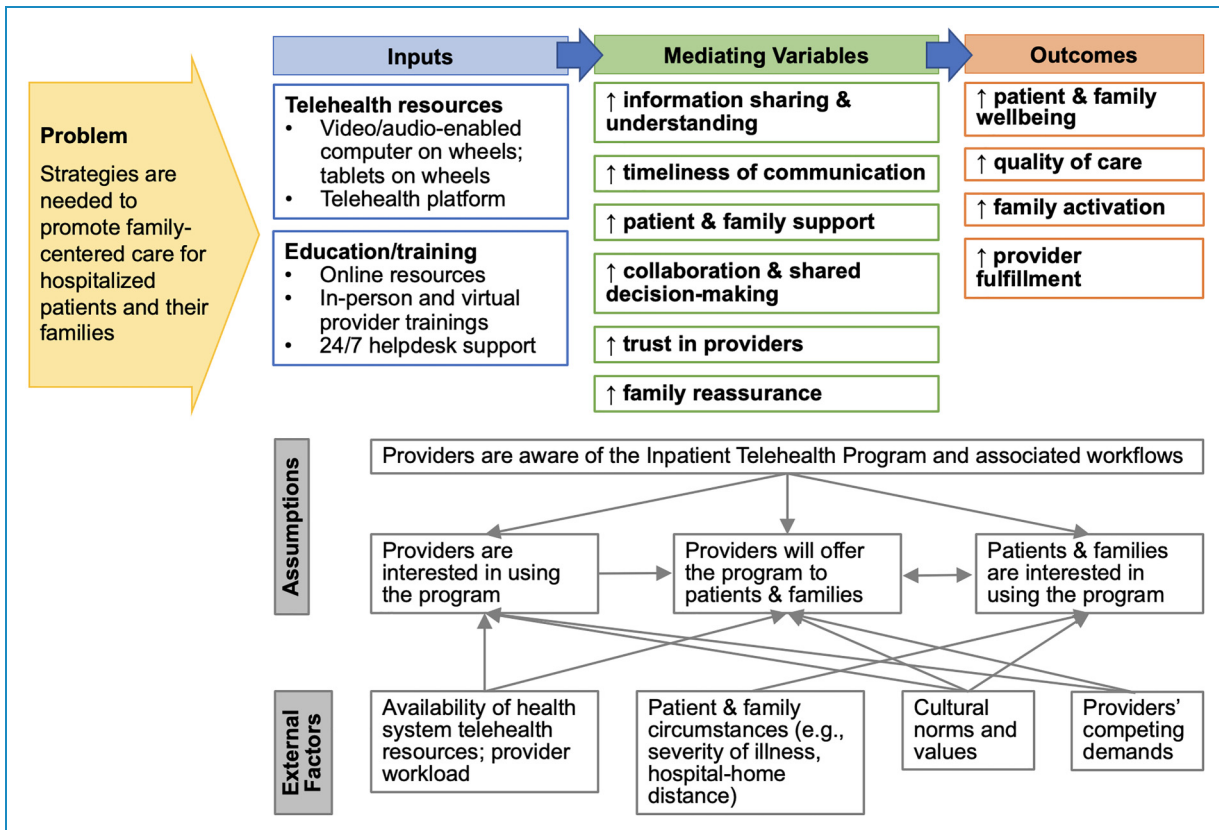 Problem
Strategies are
needed to
promote family-
centered care for
hospitalized
patients and their
families
Inputs
Telehealth resources
• Video/audio-enabled
computer on wheels;
tablets on wheels
• Telehealth platform
Education/training
• Online resources
• In-person and virtual
provider trainings
• 24/7 helpdesk support
Mediating Variables
↑ information sharing &
understanding
↑ timeliness of communication
↑ patient & family support
↑ collaboration & shared
decision-making
↑ trust in providers
↑ family reassurance
Outcomes
↑ patient & family
wellbeing
↑ quality of care
↑ family activation
↑ provider
fulfillment
Assumptions
Providers are aware of the Inpatient Telehealth Program and associated workflows
Providers are
interested in using
the program
Providers will offer
the program to
patients & families
Patients & families
are interested in
using the program
External
Factors
Availability of health
system telehealth
resources; provider
workload
Patient & family
circumstances (e.g.,
severity of illness,
hospital-home
distance)
Cultural
norms and
values
Providers'
competing
demands